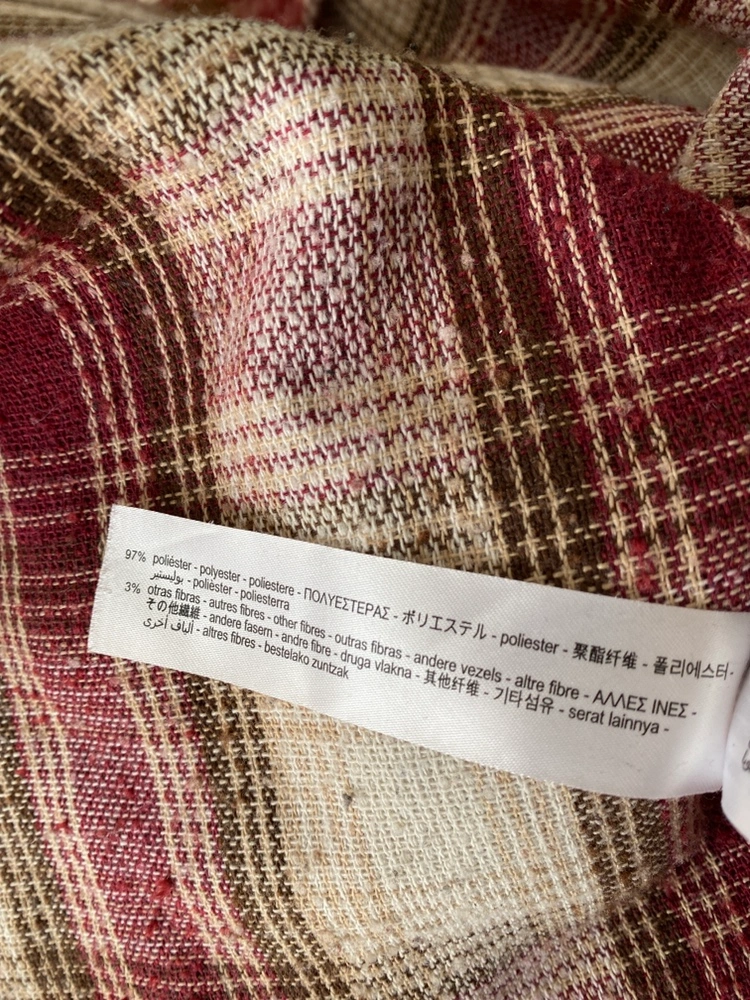 97% poliéster - polyester - poliestere - ΠΟΛΥΕΣΤΕΡΑΣ - ポリエステル - poliester - 聚酯纤维 - 폴리에스터 -
بوليستير - polièster - poliesterra
3% otras fibras - autres fibres - other fibres - outras fibras - andere vezels - altre fibre - ΑΛΛΕΣ ΙΝΕΣ -
その他繊維 - andere fasern - andre fibre - druga vlakna - 其他纤维 - 기타섬유 - serat lainnya -
ألياف أخرى - altres fibres - bestelako zuntzak